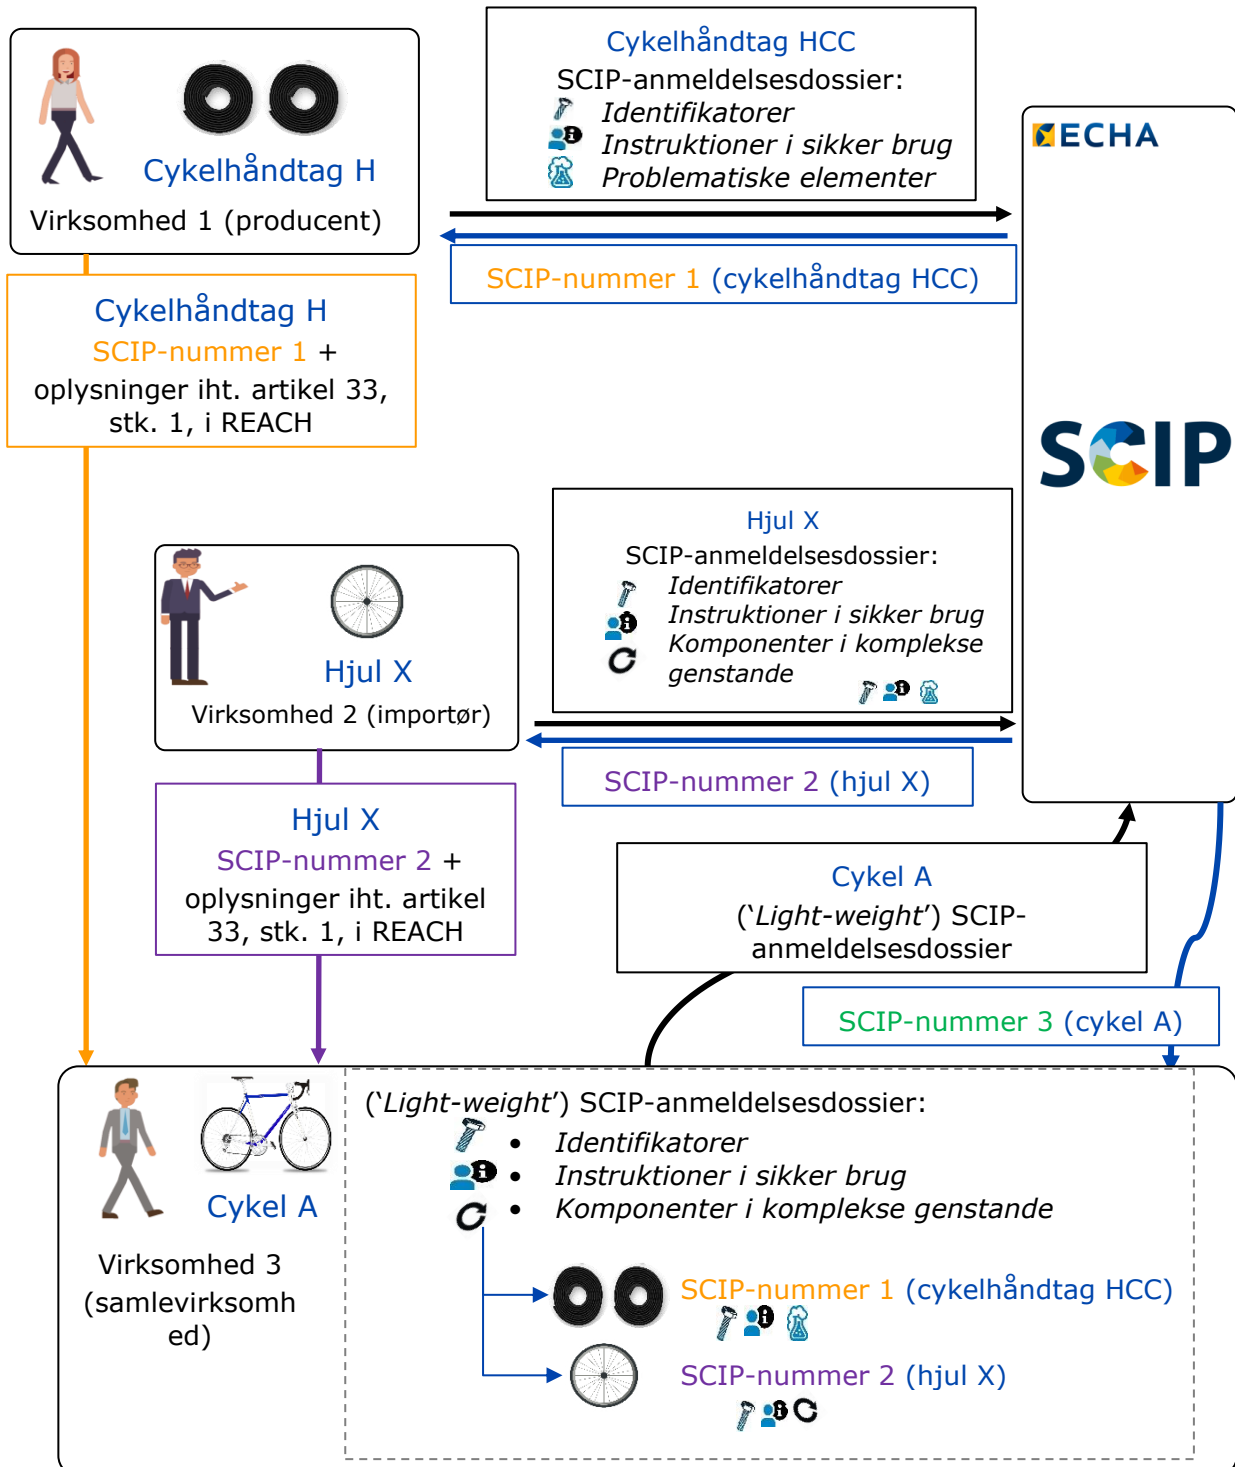 Cykelhåndtag H
Virksomhed 1 (producent)
Cykelhåndtag HCC
SCIP-anmeldelsesdossier:
Identifikatorer
Instruktioner i sikker brug
Problematiske elementer
ECHA
SCIP
SCIP-nummer 1 (cykelhåndtag HCC)
Cykelhåndtag H
SCIP-nummer 1 +
oplysninger iht. artikel 33,
stk. 1, i REACH
Hjul X
Virksomhed 2 (importør)
Hjul X
SCIP-anmeldelsesdossier:
Identifikatorer
Instruktioner i sikker brug
Komponenter i komplekse
genstande
SCIP-nummer 2 (hjul X)
Hjul X
SCIP-nummer 2 +
oplysninger iht. artikel
33, stk. 1, i REACH
Cykel A
(‘Light-weight’) SCIP-
anmeldelsesdossier
SCIP-nummer 3 (cykel A)
Cykel A
Virksomhed 3
(samlevirksomh
ed)
(‘Light-weight’) SCIP-anmeldelsesdossier:
• Identifikatorer
• Instruktioner i sikker brug
• Komponenter i komplekse genstande
SCIP-nummer 1 (cykelhåndtag HCC)
SCIP-nummer 2 (hjul X)